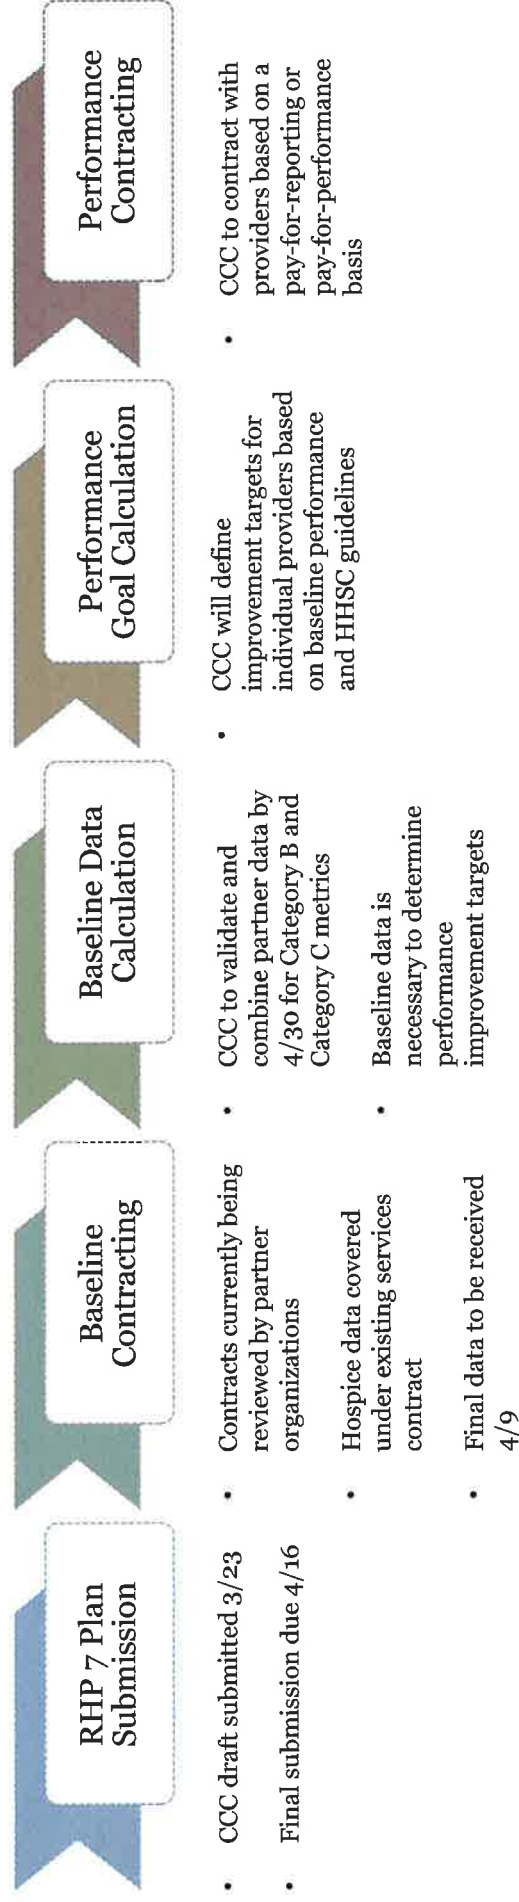 RHP 7 Plan
Submission
• CCC draft submitted 3/23
• Final submission due 4/16
Baseline
Contracting
• Contracts currently being
reviewed by partner
organizations
• Hospice data covered
under existing services
contract
• Final data to be received
4/9
Baseline Data
Calculation
• CCC to validate and
combine partner data by
4/30 for Category B and
Category C metrics
• Baseline data is
necessary to determine
performance
improvement targets
Performance
Goal Calculation
• CCC will define
improvement targets for
individual providers based
on baseline performance
and HHSC guidelines
Performance
Contracting
• CCC to contract with
providers based on a
pay-for-reporting or
pay-for-performance
basis